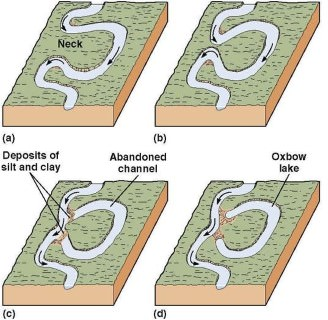 Neck
(a)
(b)
Deposits of
silt and clay
Abandoned
channel
Oxbow
lake
(c)
(d)